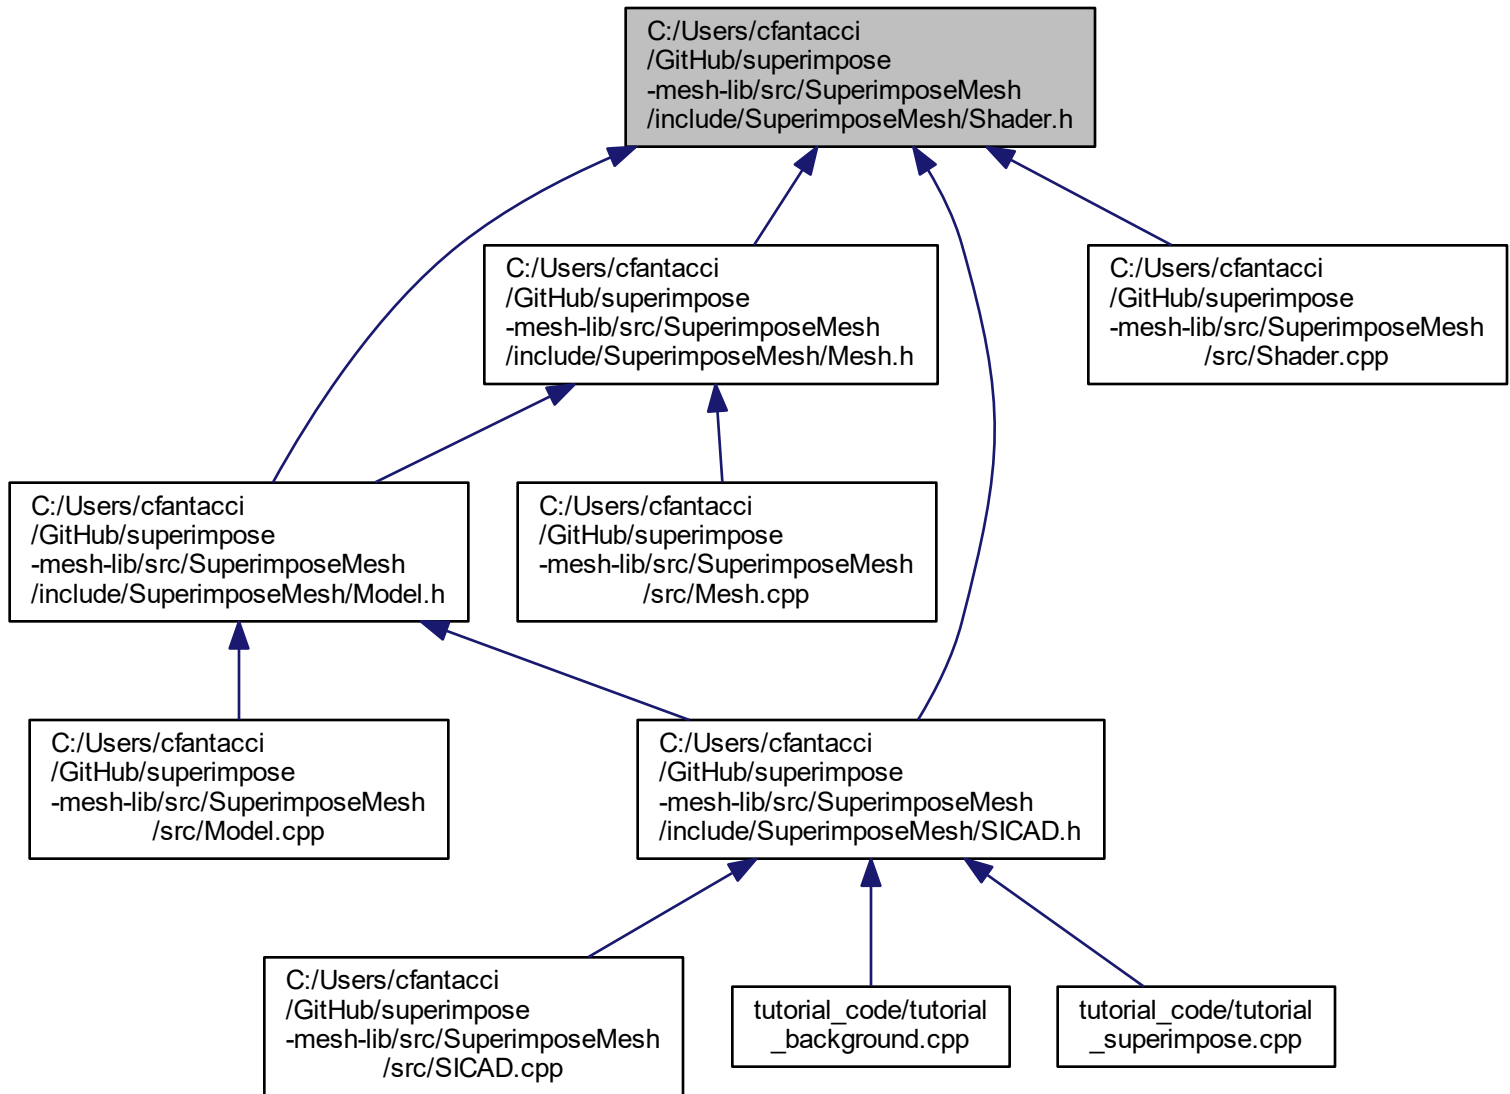 C:/Users/cfantacci
/GitHub/superimpose
-mesh-lib/src/SuperimposeMesh
/include/SuperimposeMesh/Shader.h
C:/Users/cfantacci
/GitHub/superimpose
-mesh-lib/src/SuperimposeMesh
/include/SuperimposeMesh/Mesh.h
C:/Users/cfantacci
/GitHub/superimpose
-mesh-lib/src/SuperimposeMesh
/src/Shader.cpp
C:/Users/cfantacci
/GitHub/superimpose
-mesh-lib/src/SuperimposeMesh
/include/SuperimposeMesh/Model.h
C:/Users/cfantacci
/GitHub/superimpose
-mesh-lib/src/SuperimposeMesh
/src/Mesh.cpp
C:/Users/cfantacci
/GitHub/superimpose
-mesh-lib/src/SuperimposeMesh
/src/Model.cpp
C:/Users/cfantacci
/GitHub/superimpose
-mesh-lib/src/SuperimposeMesh
/include/SuperimposeMesh/SICAD.h
C:/Users/cfantacci
/GitHub/superimpose
-mesh-lib/src/SuperimposeMesh
/src/SICAD.cpp
tutorial_code/tutorial
_background.cpp
tutorial_code/tutorial
_superimpose.cpp